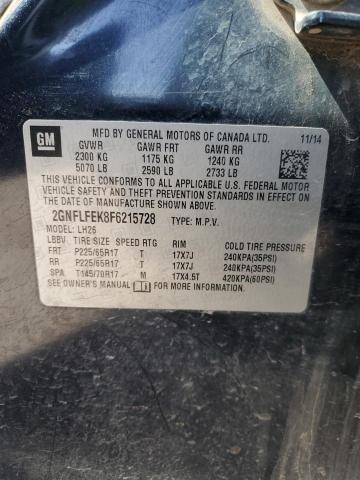 GM
MFD BY GENERAL MOTORS OF CANADA LTD.
11/14
GVWR GAWR FRT GAWR RR
2300 KG 1175 KG 1240 KG
5070 LB 2590 LB 2733 LB
THIS VEHICLE CONFORMS TO ALL APPLICABLE U.S. FEDERAL MOTOR
VEHICLE SAFETY, BUMPER, AND THEFT PREVENTION STANDARDS IN
EFFECT ON THE DATE OF MANUFACTURE SHOWN ABOVE.
2GNFLFEK8F6215728 TYPE: M.P.V.
MODEL: LH26
LBBV TIRE SIZE SPEED RTG RIM COLD TIRE PRESSURE
FRT P225/65R17 T 17X7J 240KPA(35PSI)
RR P225/65R17 T 17X7J 240KPA(35PSI)
SPA T145/70R17 M 17X4.5T 420KPA(60PSI)
SEE OWNER'S MANUAL FOR ADDITIONAL INFORMATION.